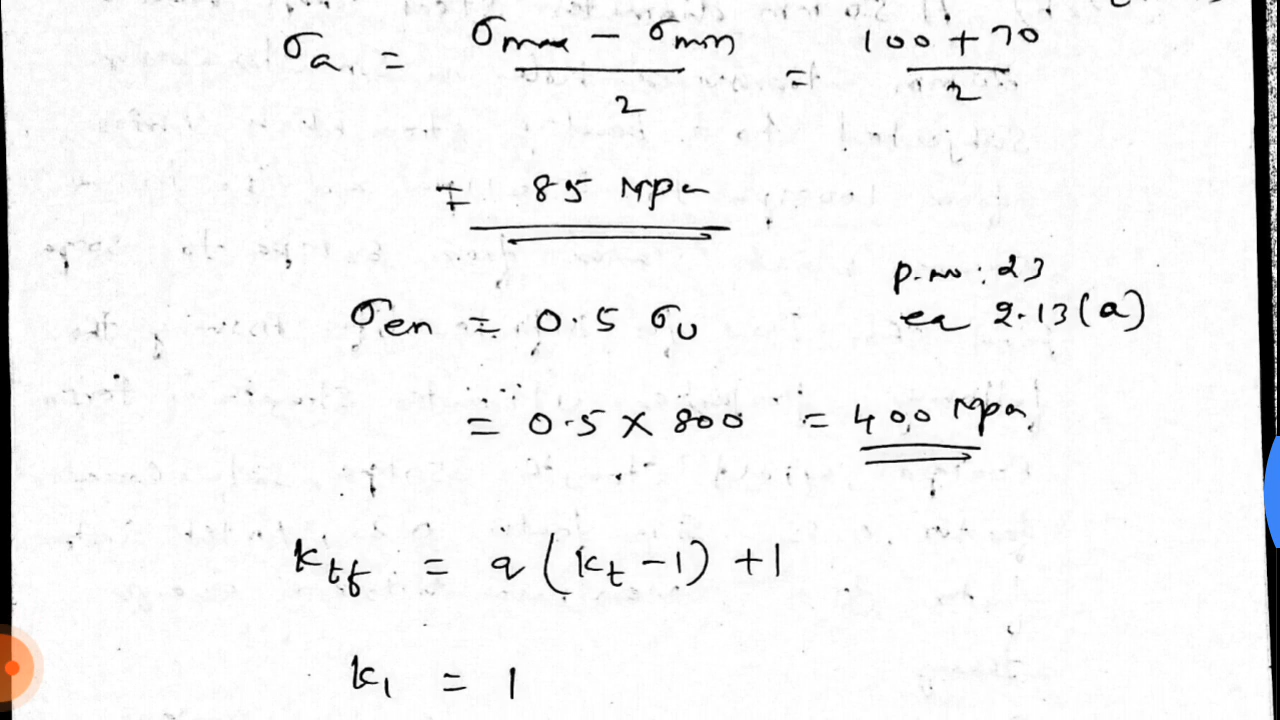 σa = σmax − σmin / 2 = 100 + 70 / 2
= 85 Mpa
p.no: 23
σen = 0.5 σu eq 2.13(a)
= 0.5 × 800 = 400 Mpa
ktf = q (kt − 1) + 1
k1 = 1